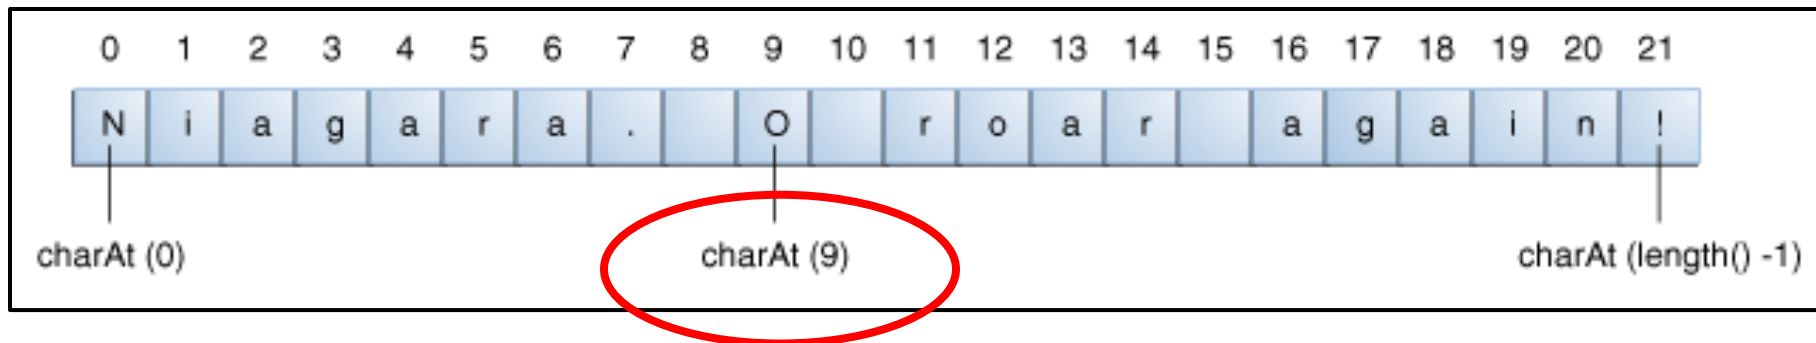 0 1 2 3 4 5 6 7 8 9 10 11 12 13 14 15 16 17 18 19 20 21
N i a g a r a . O r o a r a g a i n !
charAt (0) charAt (9) charAt (length() -1)